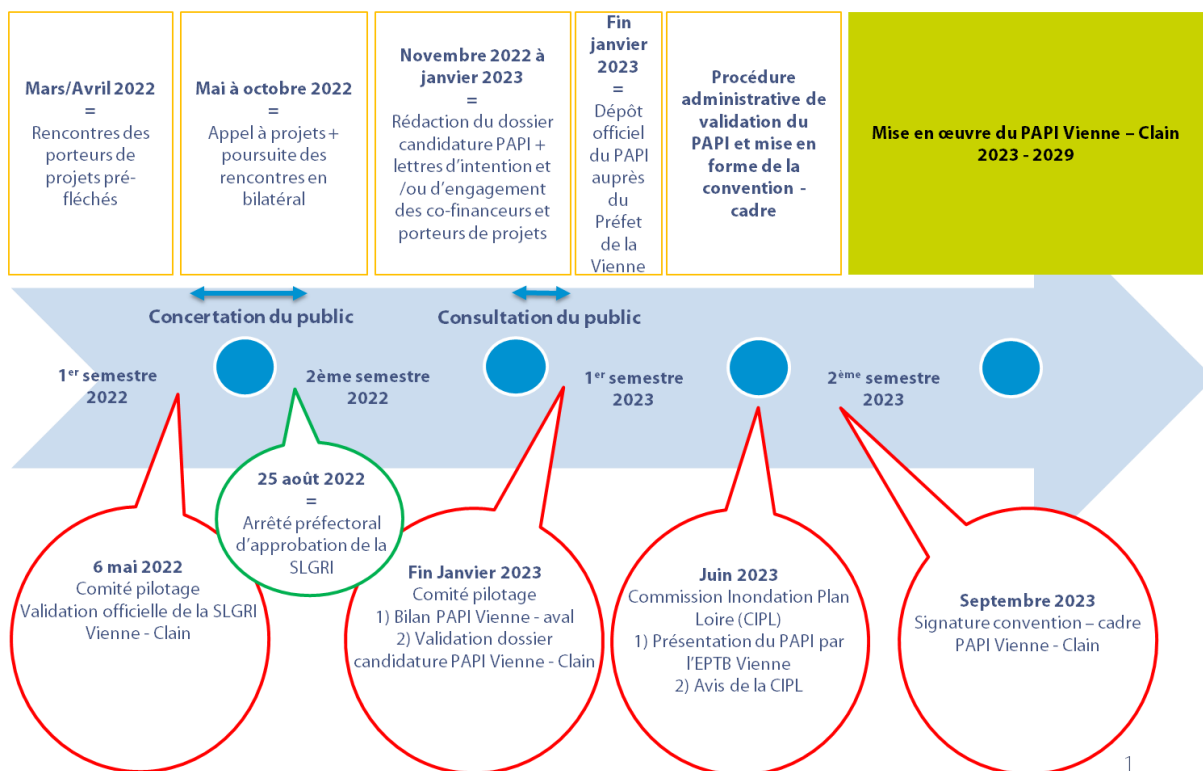 Mars/Avril 2022
=
Rencontres des
porteurs de
projets pré-
fléchés
Mai à octobre 2022
=
Appel à projets +
poursuite des
rencontres en
bilatéral
Novembre 2022 à
janvier 2023
=
Rédaction du dossier
candidature PAPI +
lettres d'intention et
/ou d'engagement
des co-financeurs et
porteurs de projets
Fin
janvier
2023
=
Dépôt
officiel
du PAPI
auprès
du
Préfet
de la
Vienne
Procédure
administrative de
validation du
PAPI et mise en
forme de la
convention -
cadre
Mise en œuvre du PAPI Vienne – Clain
2023 - 2029
Concertation du public
Consultation du public
1er semestre
2022
2ème semestre
2022
1er semestre
2023
2ème semestre
2023
25 août 2022
=
Arrêté préfectoral
d'approbation de la
SLGRI
6 mai 2022
Comité pilotage
Validation officielle de la SLGRI
Vienne - Clain
Fin Janvier 2023
Comité pilotage
1) Bilan PAPI Vienne - aval
2) Validation dossier
candidature PAPI Vienne - Clain
Juin 2023
Commission Inondation Plan
Loire (CIPL)
1) Présentation du PAPI par
l'EPTB Vienne
2) Avis de la CIPL
Septembre 2023
Signature convention – cadre
PAPI Vienne - Clain
1